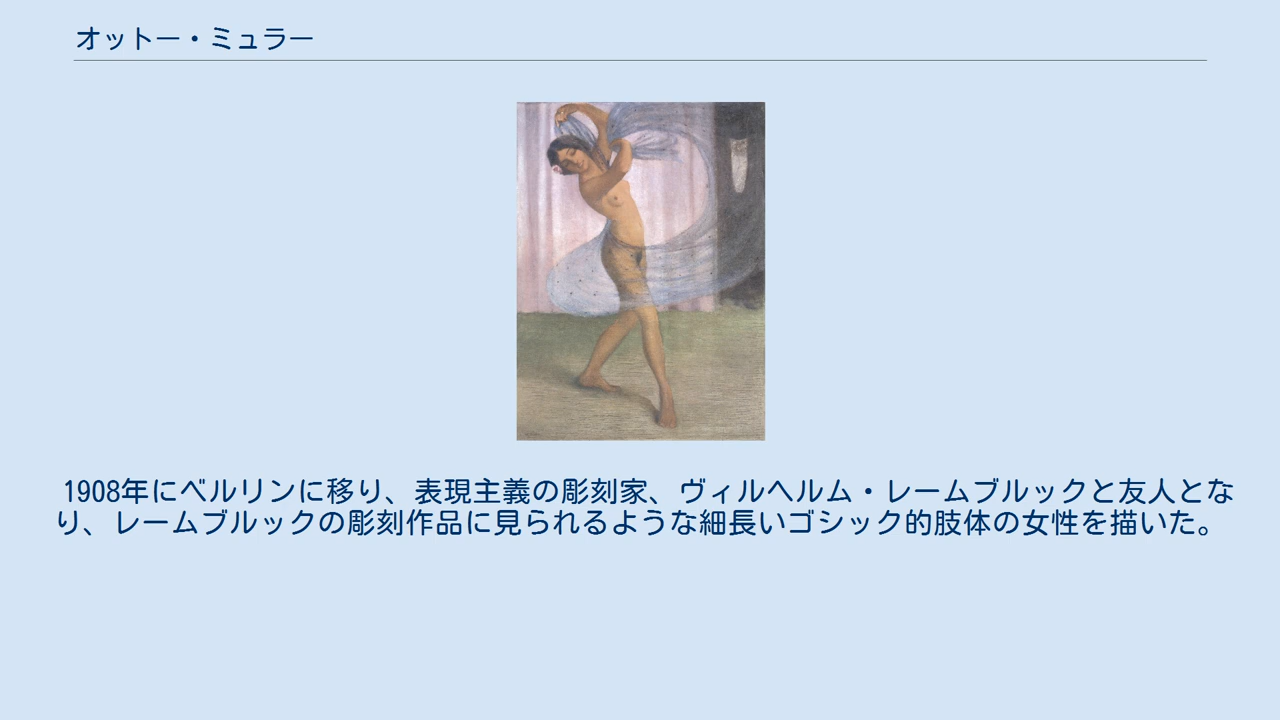 オットー・ミュラー
1908年にベルリンに移り、表現主義の彫刻家、ヴィルヘルム・レームブルックと友人とな
り、レームブルックの彫刻作品に見られるような細長いゴシック的肢体の女性を描いた。